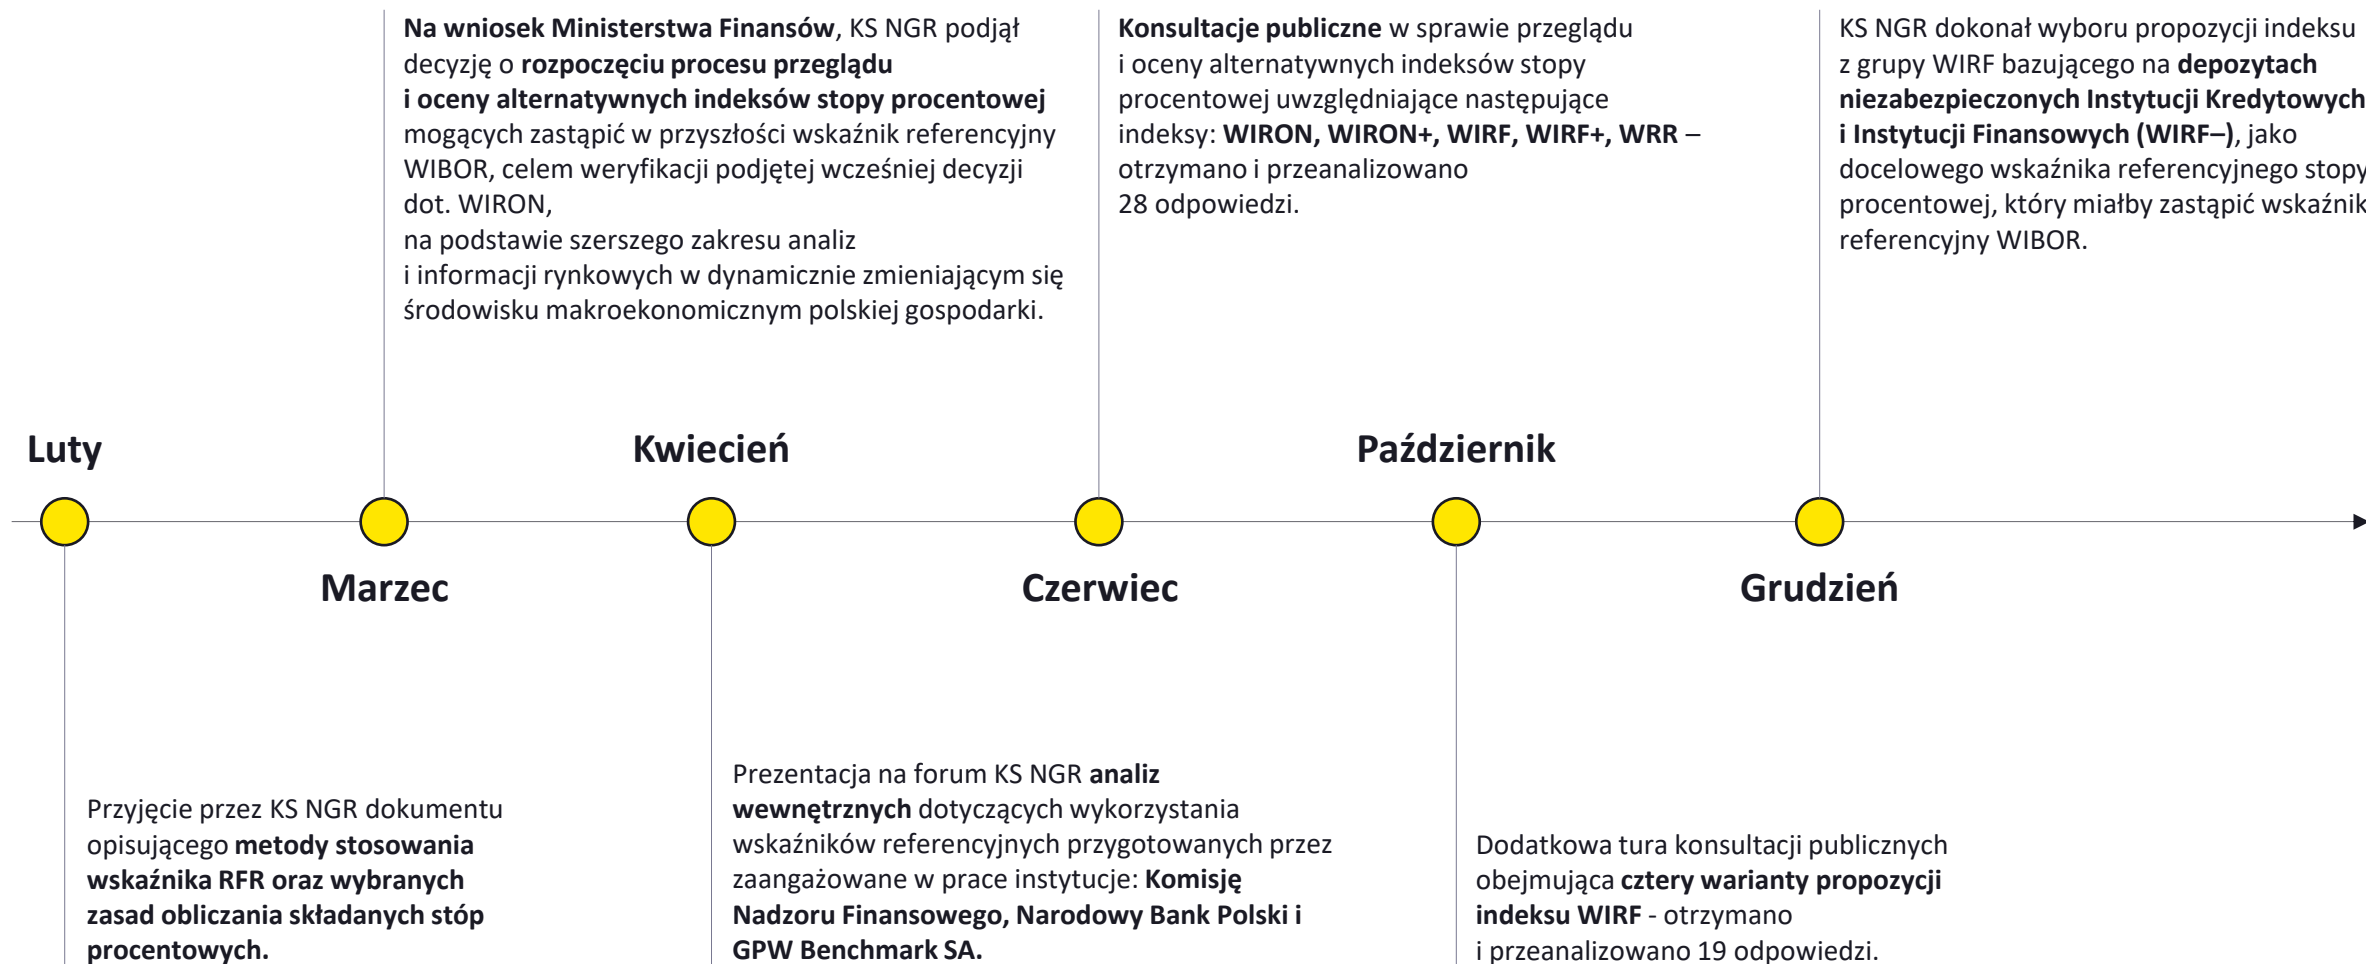 Na wniosek Ministerstwa Finansów, KS NGR podjął
decyzję o rozpoczęciu procesu przeglądu
i oceny alternatywnych indeksów stopy procentowej
mogących zastąpić w przyszłości wskaźnik referencyjny
WIBOR, celem weryfikacji podjętej wcześniej decyzji
dot. WIRON,
na podstawie szerszego zakresu analiz
i informacji rynkowych w dynamicznie zmieniającym się
środowisku makroekonomicznym polskiej gospodarki.
Konsultacje publiczne w sprawie przeglądu
i oceny alternatywnych indeksów stopy
procentowej uwzględniające następujące
indeksy: WIRON, WIRON+, WIRF, WIRF+, WRR –
otrzymano i przeanalizowano
28 odpowiedzi.
KS NGR dokonał wyboru propozycji indeksu
z grupy WIRF bazującego na depozytach
niezabezpieczonych Instytucji Kredytowych
i Instytucji Finansowych (WIRF–), jako
docelowego wskaźnika referencyjnego stopy
procentowej, który miałby zastąpić wskaźnik
referencyjny WIBOR.
Luty
Kwiecień
Październik
Marzec
Czerwiec
Grudzień
Przyjęcie przez KS NGR dokumentu
opisującego metody stosowania
wskaźnika RFR oraz wybranych
zasad obliczania składanych stóp
procentowych.
Prezentacja na forum KS NGR analiz
wewnętrznych dotyczących wykorzystania
wskaźników referencyjnych przygotowanych przez
zaangażowane w prace instytucje: Komisję
Nadzoru Finansowego, Narodowy Bank Polski i
GPW Benchmark SA.
Dodatkowa tura konsultacji publicznych
obejmująca cztery warianty propozycji
indeksu WIRF - otrzymano
i przeanalizowano 19 odpowiedzi.